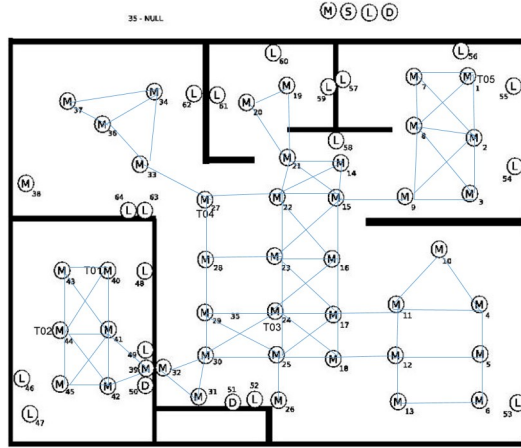 35 - NULL
M S L D
L 60
L 56
M 7
M 1
T05
L 59
L 57
L 55
M 37
M 34
L 62
L 61
M 20
M 19
M 36
M 8
M 2
L 58
M 33
M 21
M 14
L 54
M 38
M 27
T04
M 22
M 15
M 9
M 3
L 64
L 63
M 10
M 28
M 23
M 16
M 43
T01
M 40
L 48
M 29
35
M 24
T03
M 17
M 11
M 4
T02
M 44
M 41
L 49
M 30
M 25
M 18
M 12
M 5
M 39
M 32
M 45
M 42
D 50
L 46
M 31
D 51
L 52
M 26
M 13
M 6
L 53
L 47